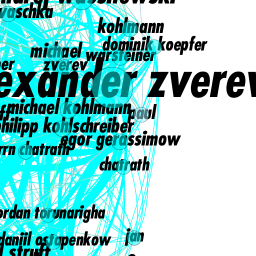 vaschka
kohlmann
dominik koepfer
michael
warsteiner
zverev
exander zverev
michael kohlmann
paul
philipp kohlschreiber
egor gerassimow
chatrath
chatrath
jordan torunarigha
jan
daniil ostapenkow
struff